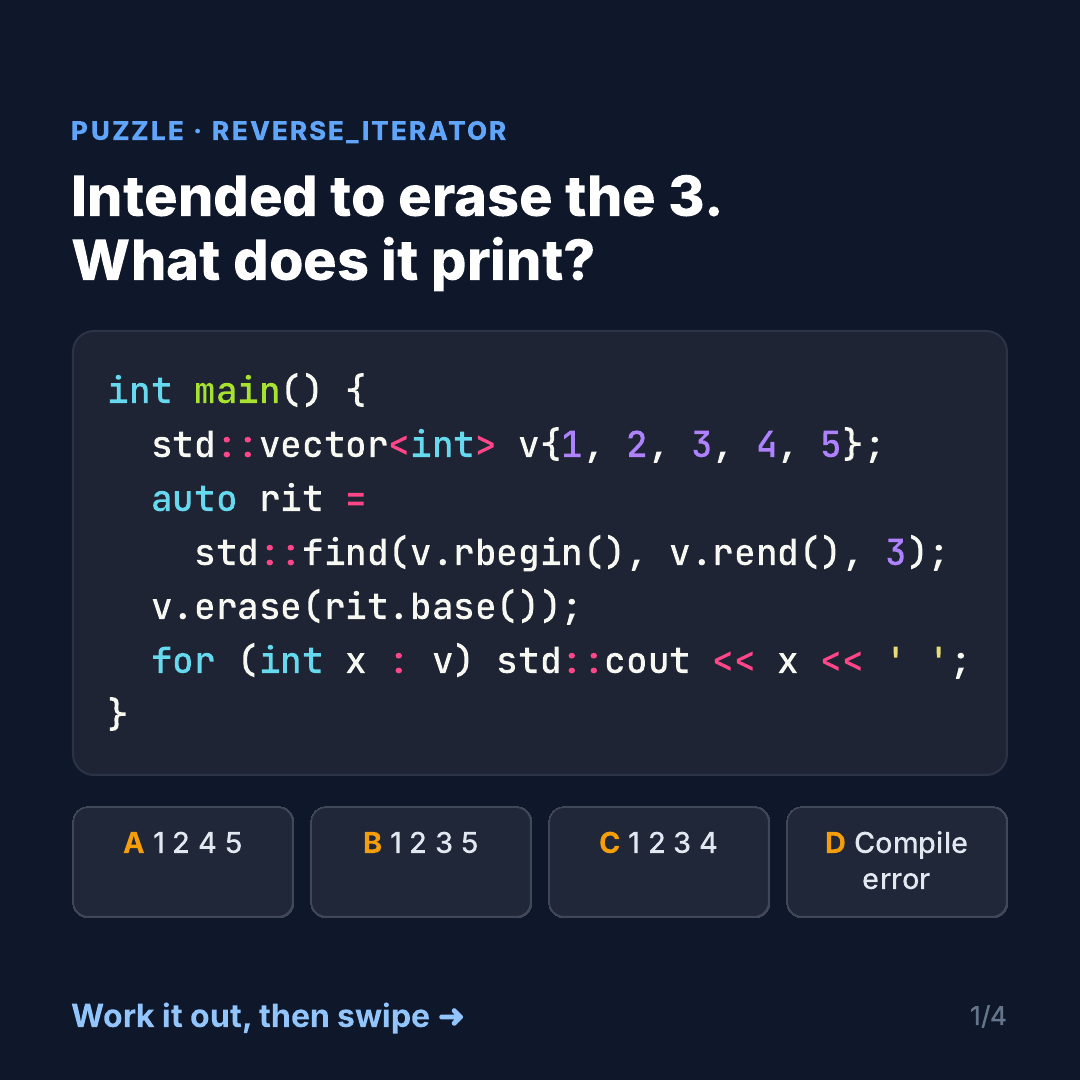 PUZZLE · REVERSE_ITERATOR
Intended to erase the 3.
What does it print?
int main() {
  std::vector<int> v{1, 2, 3, 4, 5};
  auto rit =
    std::find(v.rbegin(), v.rend(), 3);
  v.erase(rit.base());
  for (int x : v) std::cout << x << ' ';
}
A 1 2 4 5
B 1 2 3 5
C 1 2 3 4
D Compile
error
Work it out, then swipe ➜
1/4